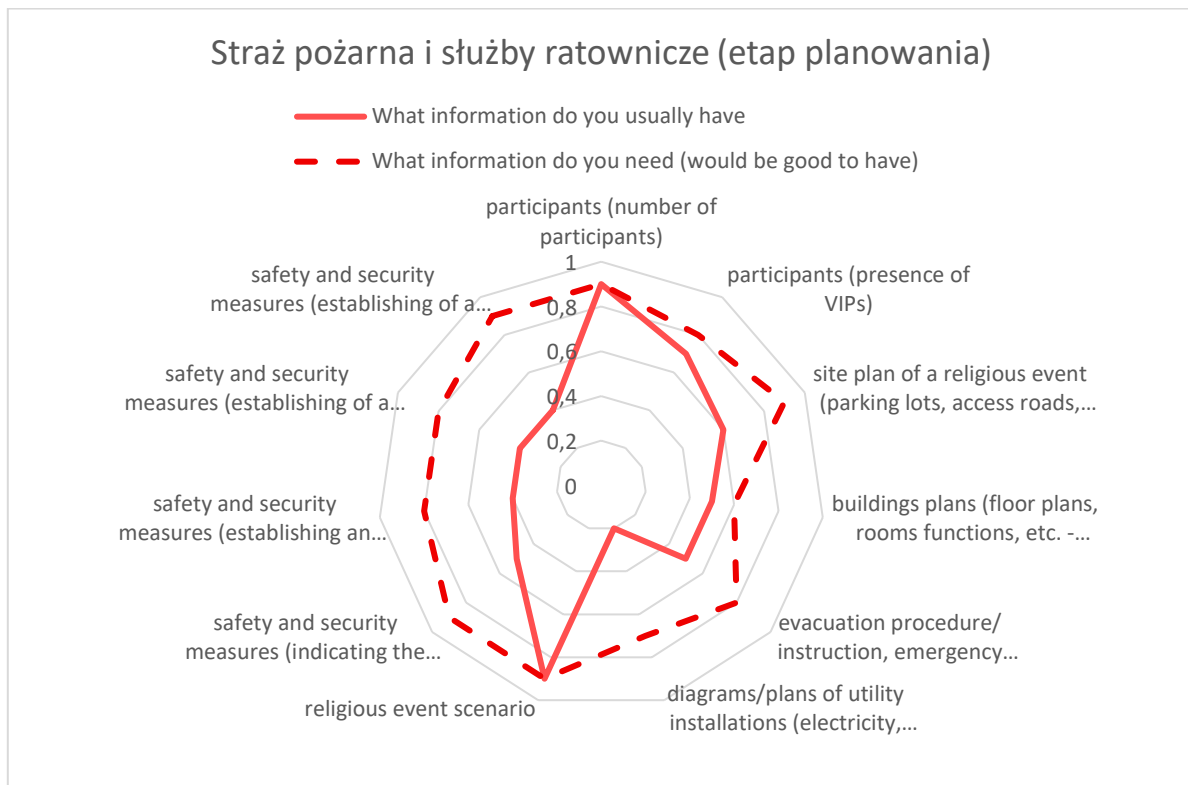 Straż pożarna i służby ratownicze (etap planowania)
What information do you usually have
What information do you need (would be good to have)
participants (number of
participants)
participants (presence of
VIPs)
site plan of a religious event
(parking lots, access roads,...
buildings plans (floor plans,
rooms functions, etc. -...
evacuation procedure/
instruction, emergency...
diagrams/plans of utility
installations (electricity,...
religious event scenario
safety and security
measures (indicating the...
safety and security
measures (establishing an...
safety and security
measures (establishing of a...
safety and security
measures (establishing of a...
1
0,8
0,6
0,4
0,2
0